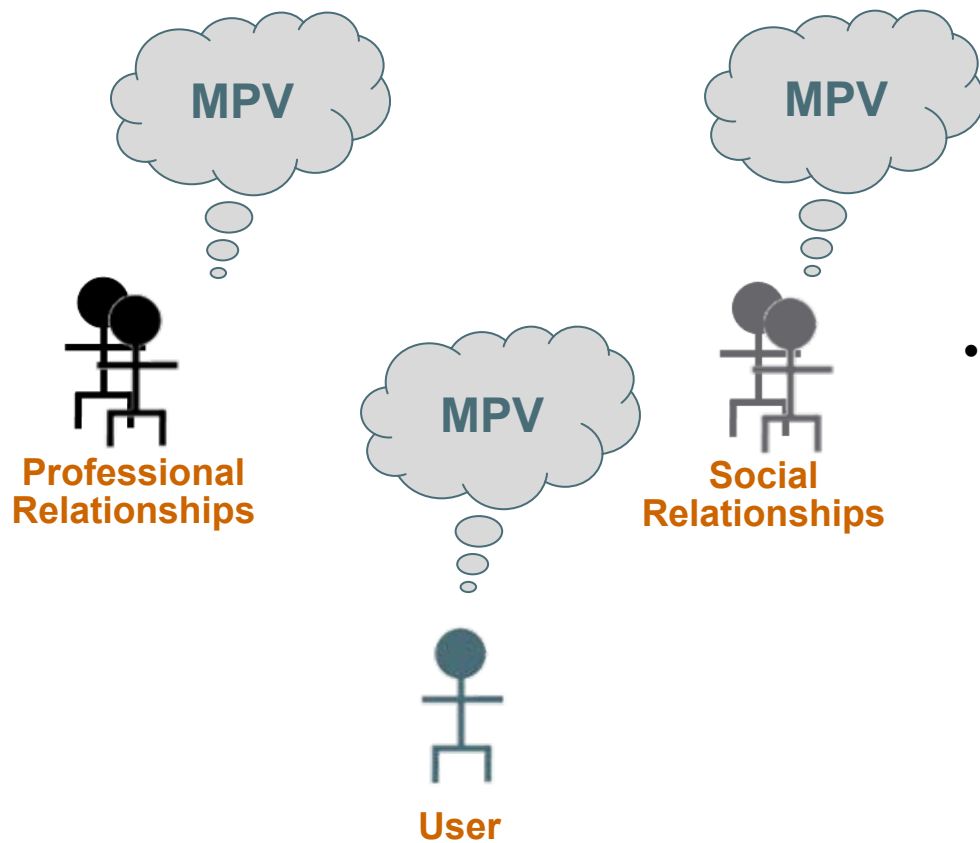 MPV
MPV
MPV
Professional
Relationships
Social
Relationships
•
User